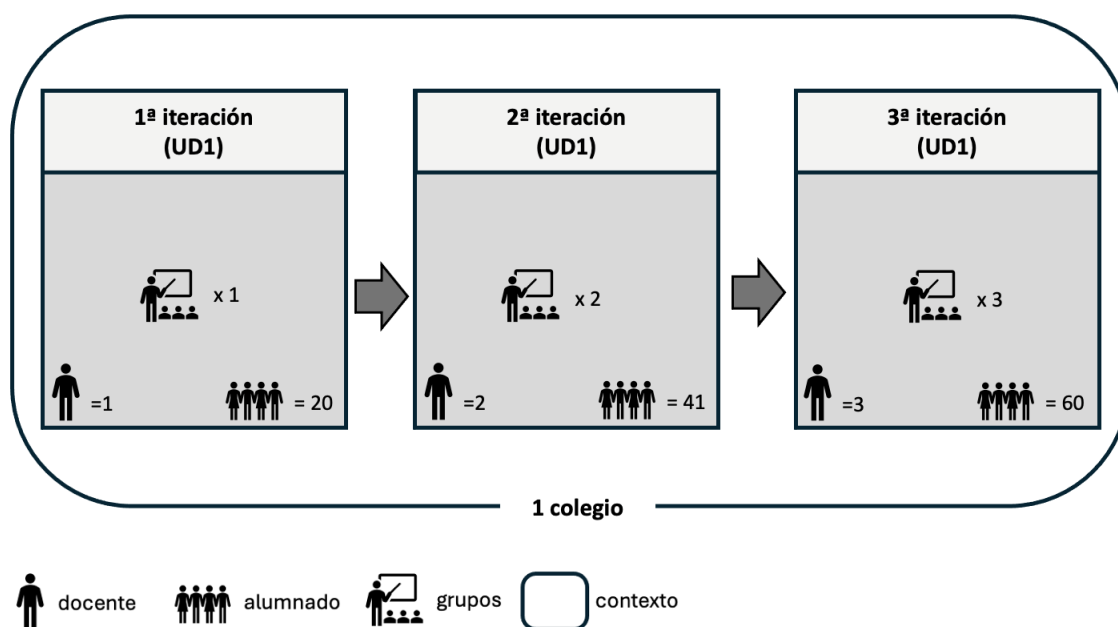 1ª iteración
(UD1)
2ª iteración
(UD1)
3ª iteración
(UD1)
x 1
x 2
x 3
=1
= 20
=2
= 41
=3
= 60
1 colegio
docente
alumnado
grupos
contexto